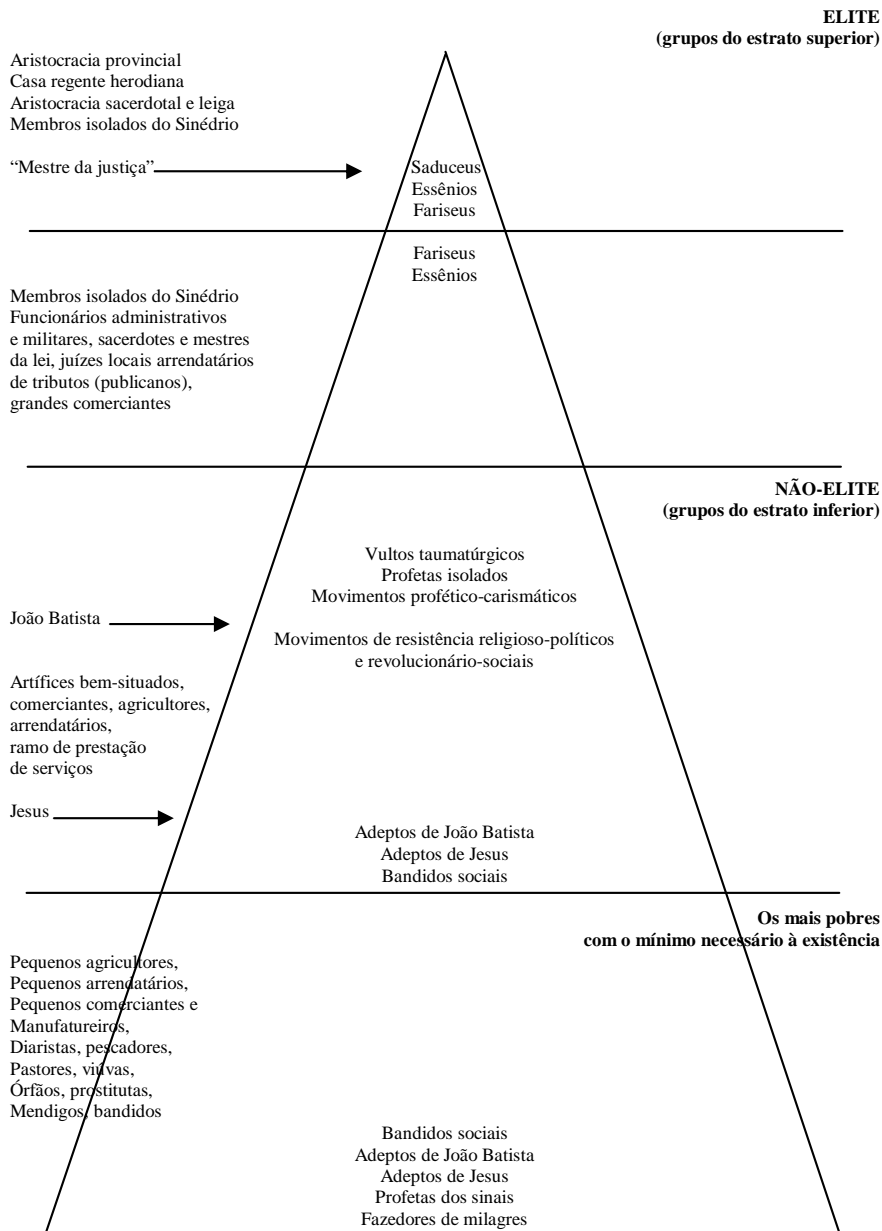 ELITE
(grupos do estrato superior)
Aristocracia provincial
Casa regente herodiana
Aristocracia sacerdotal e leiga
Membros isolados do Sinédrio
“Mestre da justiça”
Saduceus
Essênios
Fariseus
Fariseus
Essênios
Membros isolados do Sinédrio
Funcionários administrativos
e militares, sacerdotes e mestres
da lei, juízes locais arrendatários
de tributos (publicanos),
grandes comerciantes
NÃO-ELITE
(grupos do estrato inferior)
Vultos taumatúrgicos
Profetas isolados
Movimentos profético-carismáticos
João Batista
Movimentos de resistência religioso-políticos
e revolucionário-sociais
Artífices bem-situados,
comerciantes, agricultores,
arrendatários,
ramo de prestação
de serviços
Jesus
Adeptos de João Batista
Adeptos de Jesus
Bandidos sociais
Os mais pobres
com o mínimo necessário à existência
Pequenos agricultores,
Pequenos arrendatários,
Pequenos comerciantes e
Manufatureiros,
Diaristas, pescadores,
Pastores, viúvas,
Órfãos, prostitutas,
Mendigos, bandidos
Bandidos sociais
Adeptos de João Batista
Adeptos de Jesus
Profetas dos sinais
Fazedores de milagres